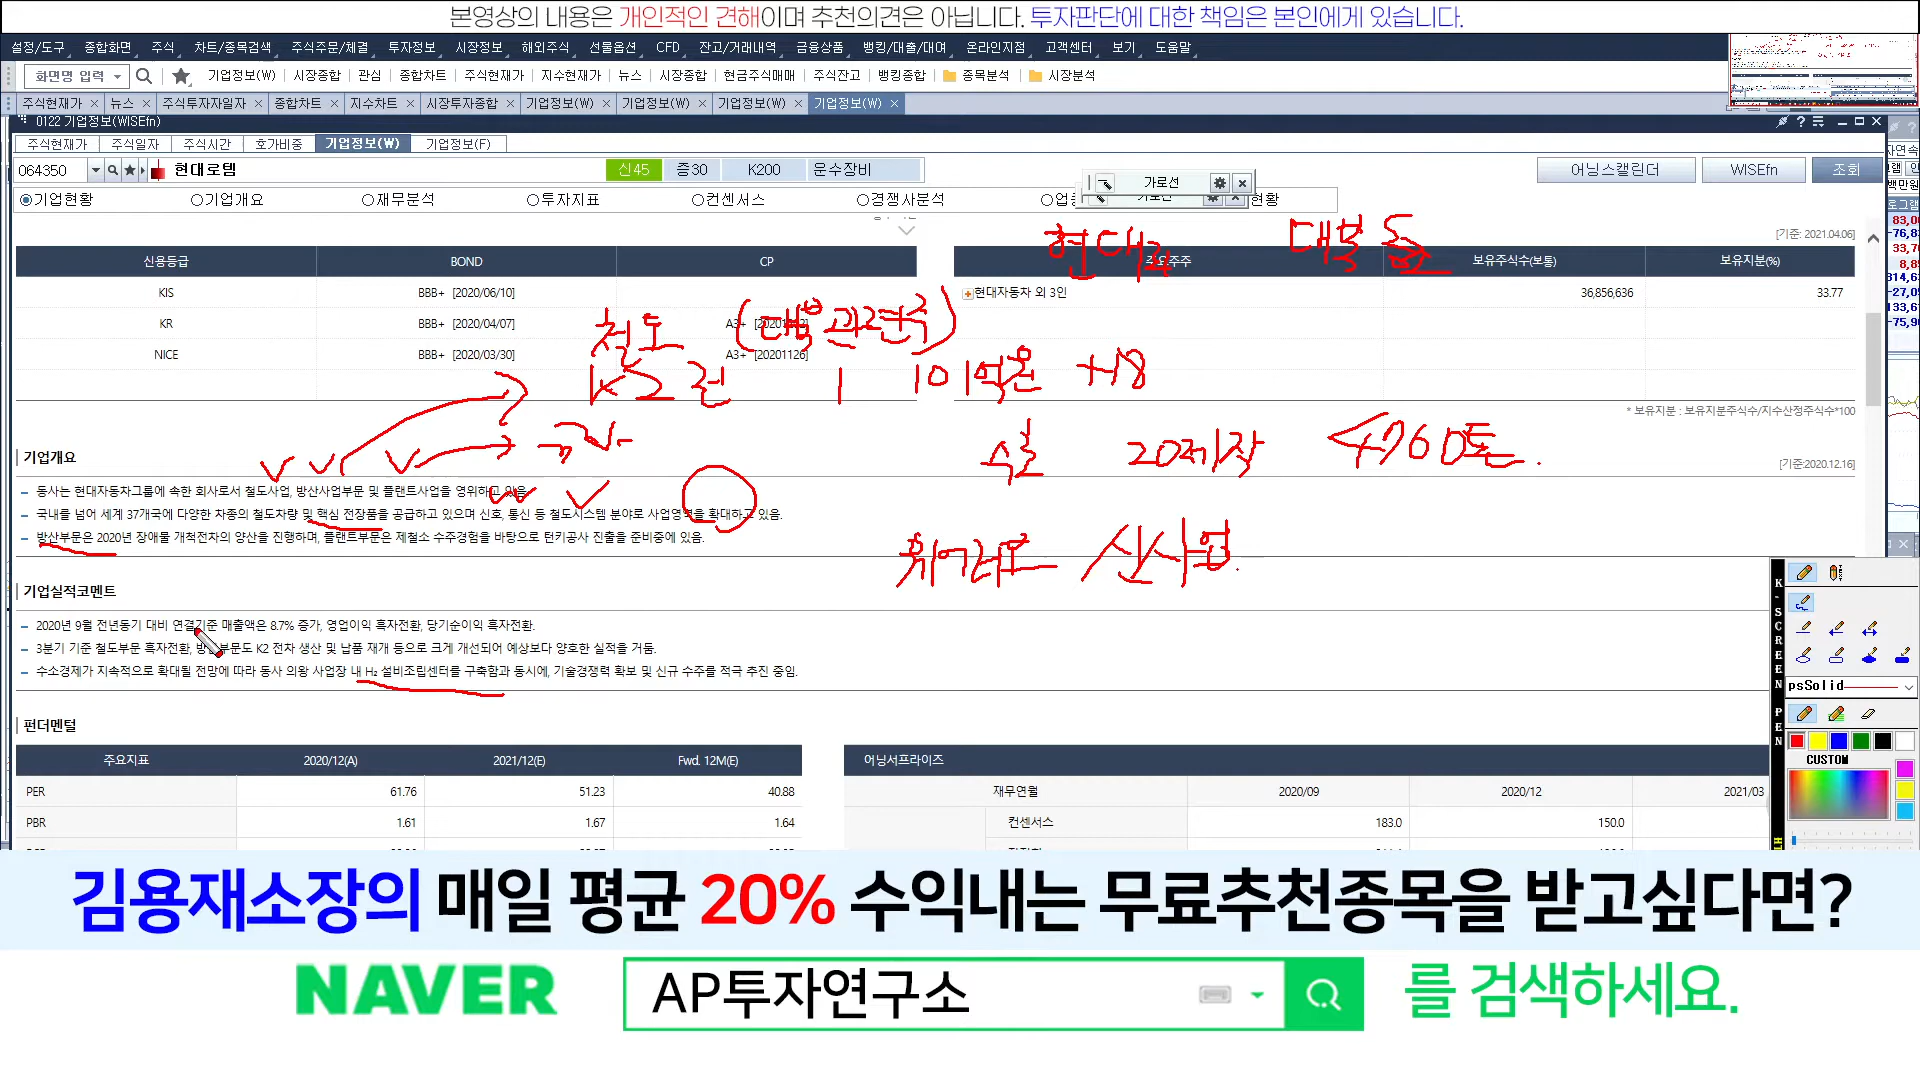 본영상의 내용은 개인적인 견해이며 추천의견은 아닙니다. 투자판단에 대한 책임은 본인에게 있습니다.
설정/도구 종합화면 주식 차트/종목검색 주식주문/체결 투자정보 시장정보 해외주식 선물옵션 CFD 잔고/거래내역 금융상품 뱅킹/대출/대여 온라인지점 고객센터 보기 도움말
화면명 입력 기업정보(W) 시장종합 관심 종합차트 주식현재가 지수현재가 뉴스 시장종합 현금주식매매 주식잔고 뱅킹종합 종목분석 시장분석
주식현재가 뉴스 주식투자자일자 종합차트 지수차트 시장투자종합 기업정보(W) 기업정보(W) 기업정보(W) 기업정보(W)
0122 기업정보(WISEfn)
주식현재가 주식일자 주식시간 호가비중 기업정보(W) 기업정보(F)
064350 현대로템 신45 증30 K200 운수장비 어닝스캘린더 WISEfn 조회
가로선
기업현황 기업개요 재무분석 투자지표 컨센서스 경쟁사분석 현황
[기준: 2021.04.06]
현대차 대북
신용등급 BOND CP 주요주주 보유주식수(보통) 보유지분(%)
KIS BBB+ [2020/06/10] 현대자동차 외 3인 36,856,636 33.77
KR BBB+ [2020/04/07]
NICE BBB+ [2020/03/30] A3+ [20201126]
철도 (대북관련주)
* 보유지분 : 보유지분주식수/지수산정주식수*100
기업개요
[기준:2020.12.16]
동사는 현대자동차그룹에 속한 회사로서 철도사업, 방산사업부문 및 플랜트사업을 영위하고 있음.
국내를 넘어 세계 37개국에 다양한 차종의 철도차량 및 핵심 전장품을 공급하고 있으며 신호, 통신 등 철도시스템 분야로 사업영역을 확대하고 있음.
방산부문은 2020년 장애물 개척전차의 양산을 진행하며, 플랜트부문은 제철소 수주경험을 바탕으로 턴키공사 진출을 준비중에 있음.
신사업
기업실적코멘트
2020년 9월 전년동기 대비 연결기준 매출액은 8.7% 증가, 영업이익 흑자전환, 당기순이익 흑자전환.
3분기 기준 철도부문 흑자전환, 방산부문도 K2 전차 생산 및 납품 재개 등으로 크게 개선되어 예상보다 양호한 실적을 거둠.
수소경제가 지속적으로 확대될 전망에 따라 동사 의왕 사업장 내 H₂ 설비조립센터를 구축함과 동시에, 기술경쟁력 확보 및 신규 수주를 적극 추진 중임.
펀더멘털
주요지표 2020/12(A) 2021/12(E) Fwd. 12M(E) 어닝서프라이즈
PER 61.76 51.23 40.88 재무연월 2020/09 2020/12 2021/03
PBR 1.61 1.67 1.64 컨센서스 183.0 150.0
K-SCREEN PEN
psSolid
CUSTOM
김용재소장의 매일 평균 20% 수익내는 무료추천종목을 받고싶다면?
NAVER AP투자연구소 를 검색하세요.